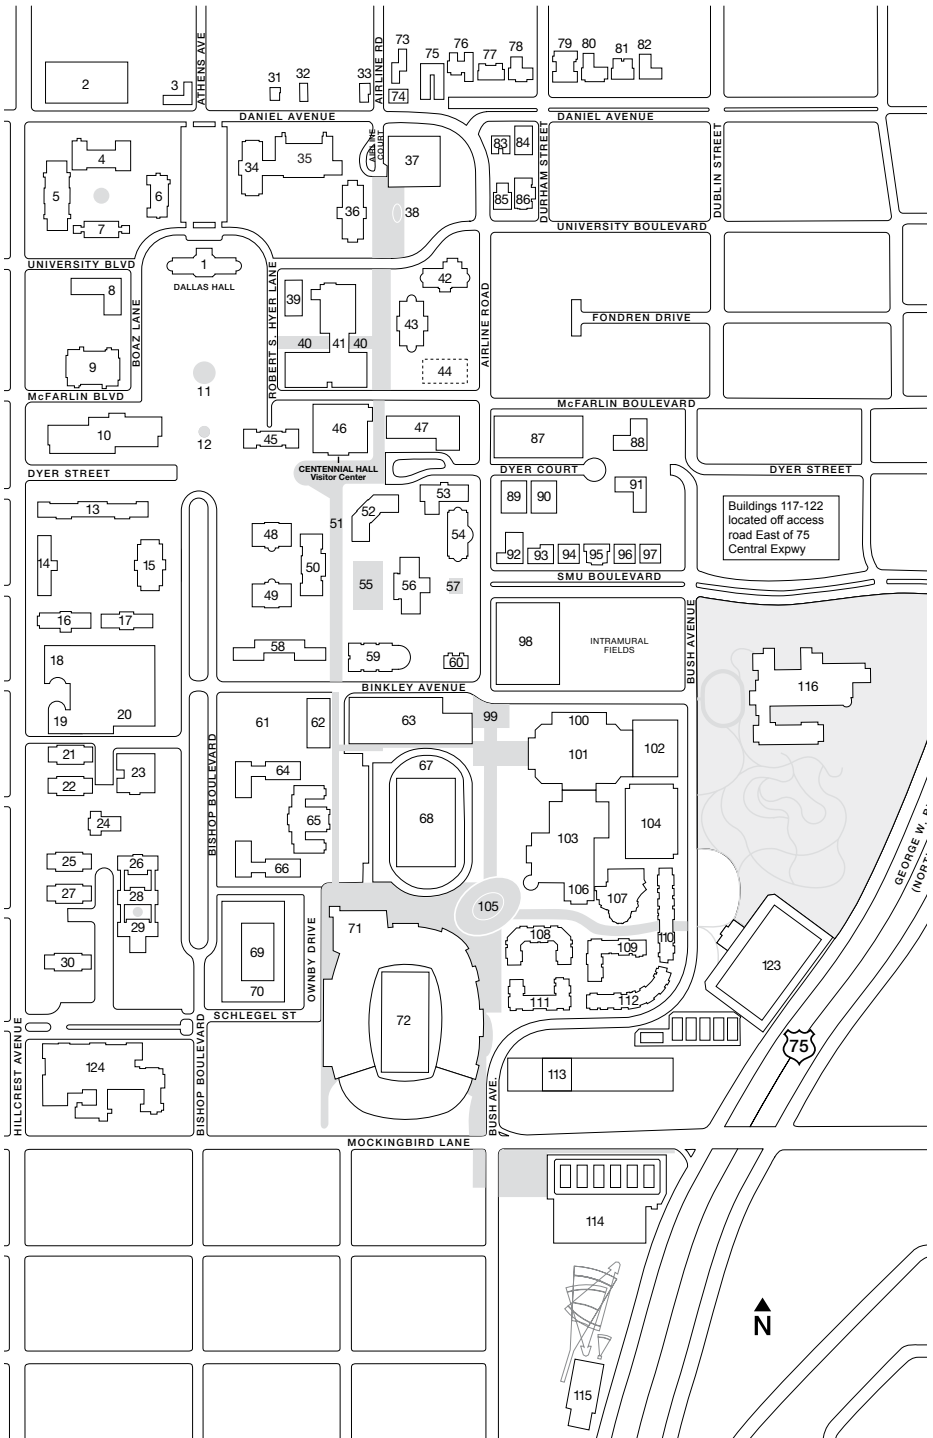 ATHENS AVE
AIRLINE RD
73
75
76
77
78
79
80
81
82
2
3
31
32
33
74
DANIEL AVENUE
DANIEL AVENUE
AIRLINE
COURT
DURHAM STREET
DUBLIN STREET
4
5
6
7
34
35
36
37
38
83
84
85
86
UNIVERSITY BOULEVARD
UNIVERSITY BLVD
1
DALLAS HALL
BOAZ LANE
ROBERT S. HYER LANE
AIRLINE ROAD
8
9
39
40
41
40
42
43
44
FONDREN DRIVE
11
12
McFARLIN BLVD
McFARLIN BOULEVARD
10
45
46
47
87
88
CENTENNIAL HALL
Visitor Center
DYER STREET
DYER COURT
DYER STREET
13
14
15
16
17
48
49
50
51
52
53
54
55
56
57
58
59
60
89
90
91
92
93
94
95
96
97
Buildings 117-122
located off access
road East of 75
Central Expwy
SMU BOULEVARD
BUSH AVENUE
98
INTRAMURAL
FIELDS
116
18
19
20
BINKLEY AVENUE
61
62
63
99
100
101
102
BISHOP BOULEVARD
21
22
23
24
25
26
27
28
29
30
64
65
66
67
68
103
104
105
106
107
108
109
110
111
112
GEORGE W. B
(NORT
69
70
71
72
OWNBY DRIVE
SCHLEGEL ST
123
75
HILLCREST AVENUE
BISHOP BOULEVARD
124
113
BUSH AVE.
MOCKINGBIRD LANE
114
N
115